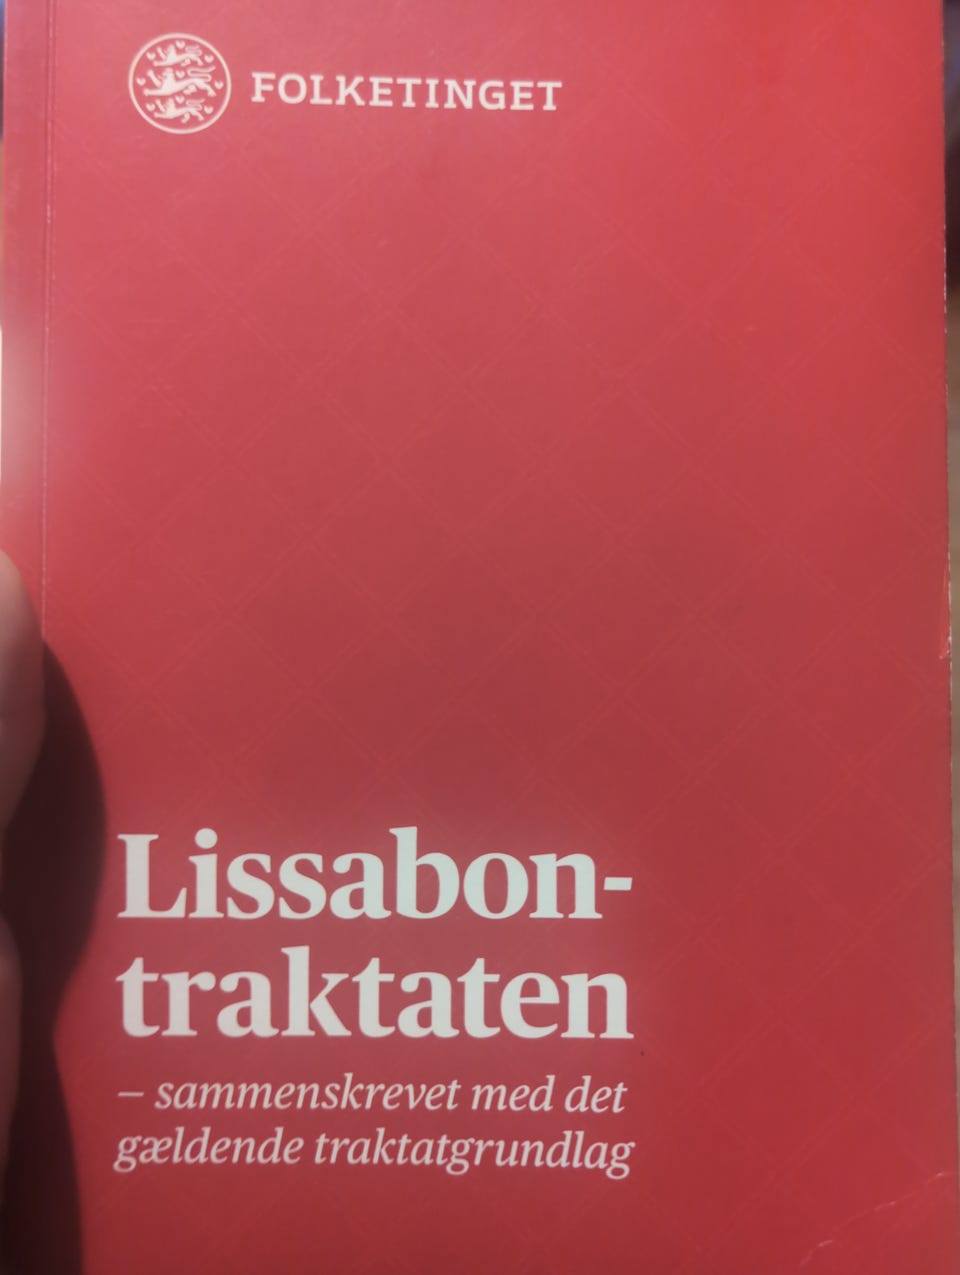 FOLKETINGET
Lissabon-
traktaten
– sammenskrevet med det
gældende traktatgrundlag